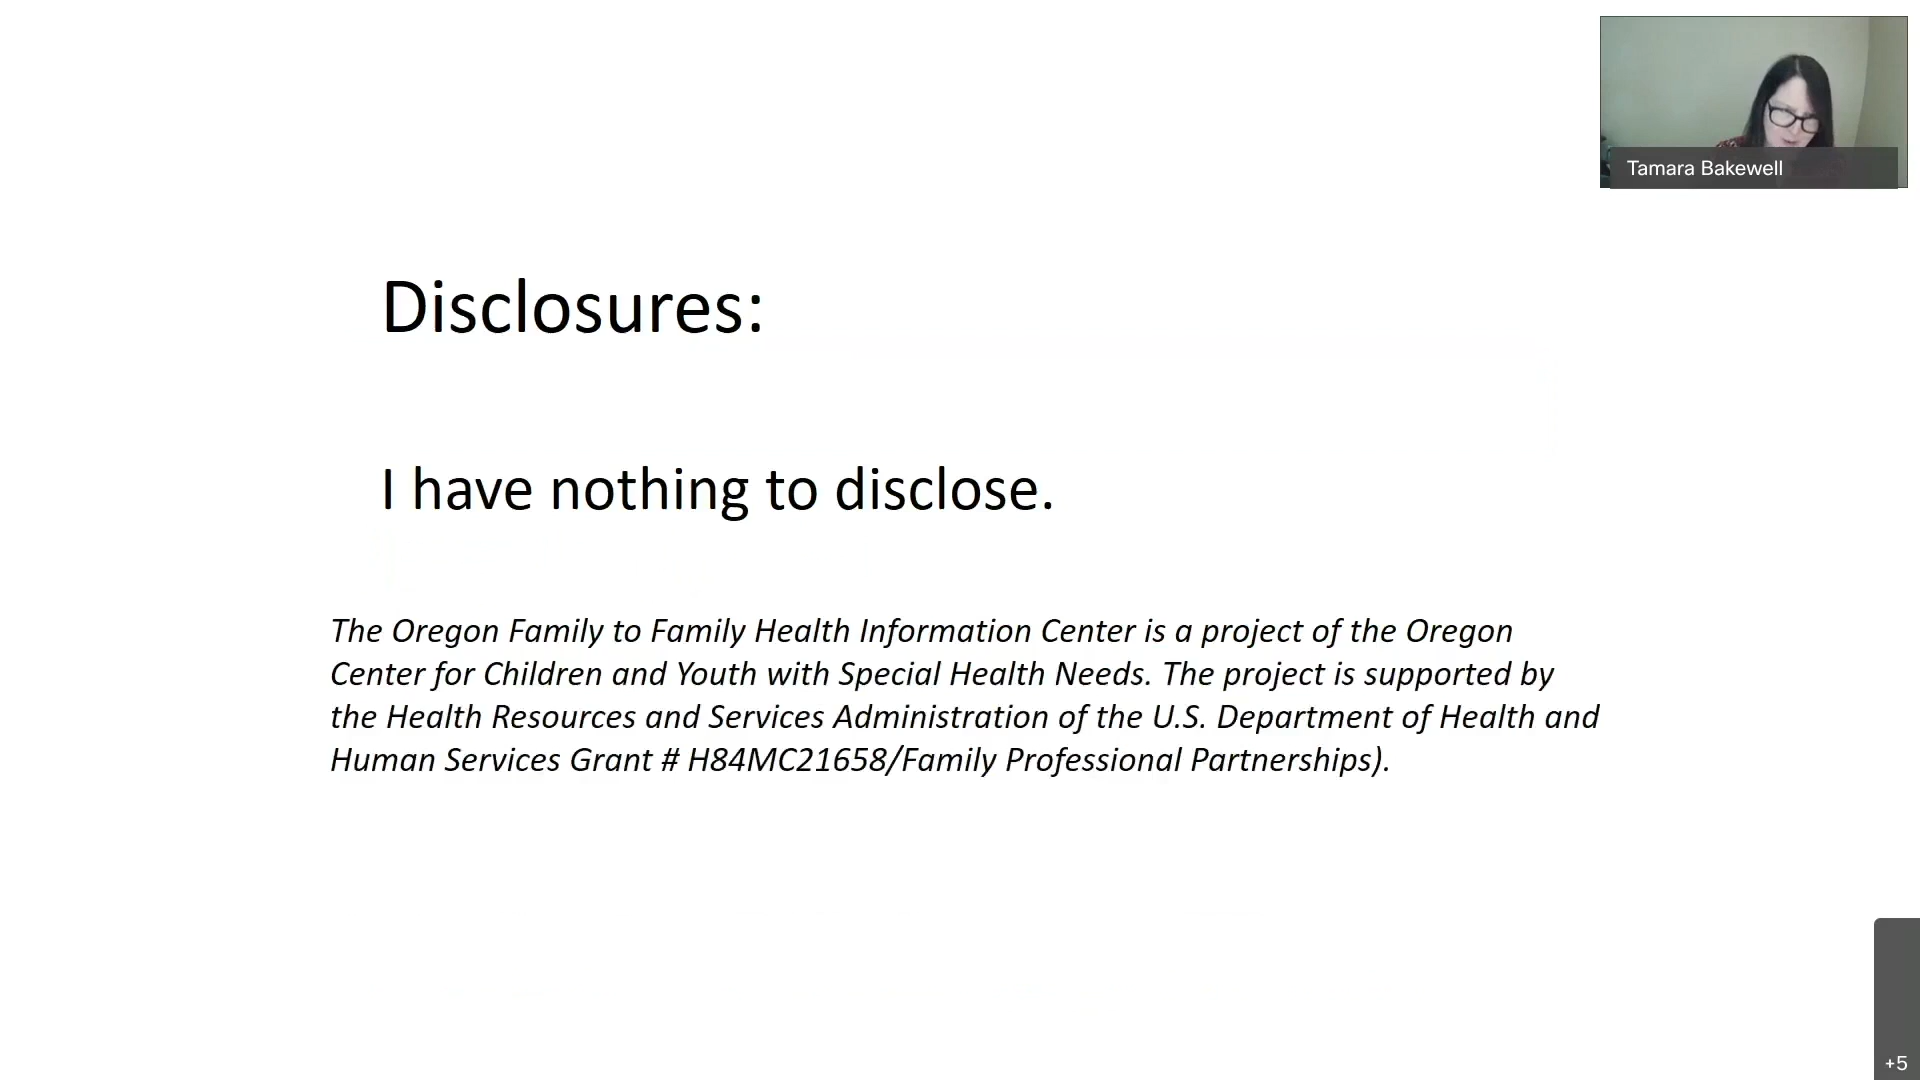 Tamara Bakewell
Disclosures:
I have nothing to disclose.
The Oregon Family to Family Health Information Center is a project of the Oregon
Center for Children and Youth with Special Health Needs. The project is supported by
the Health Resources and Services Administration of the U.S. Department of Health and
Human Services Grant # H84MC21658/Family Professional Partnerships).
+5